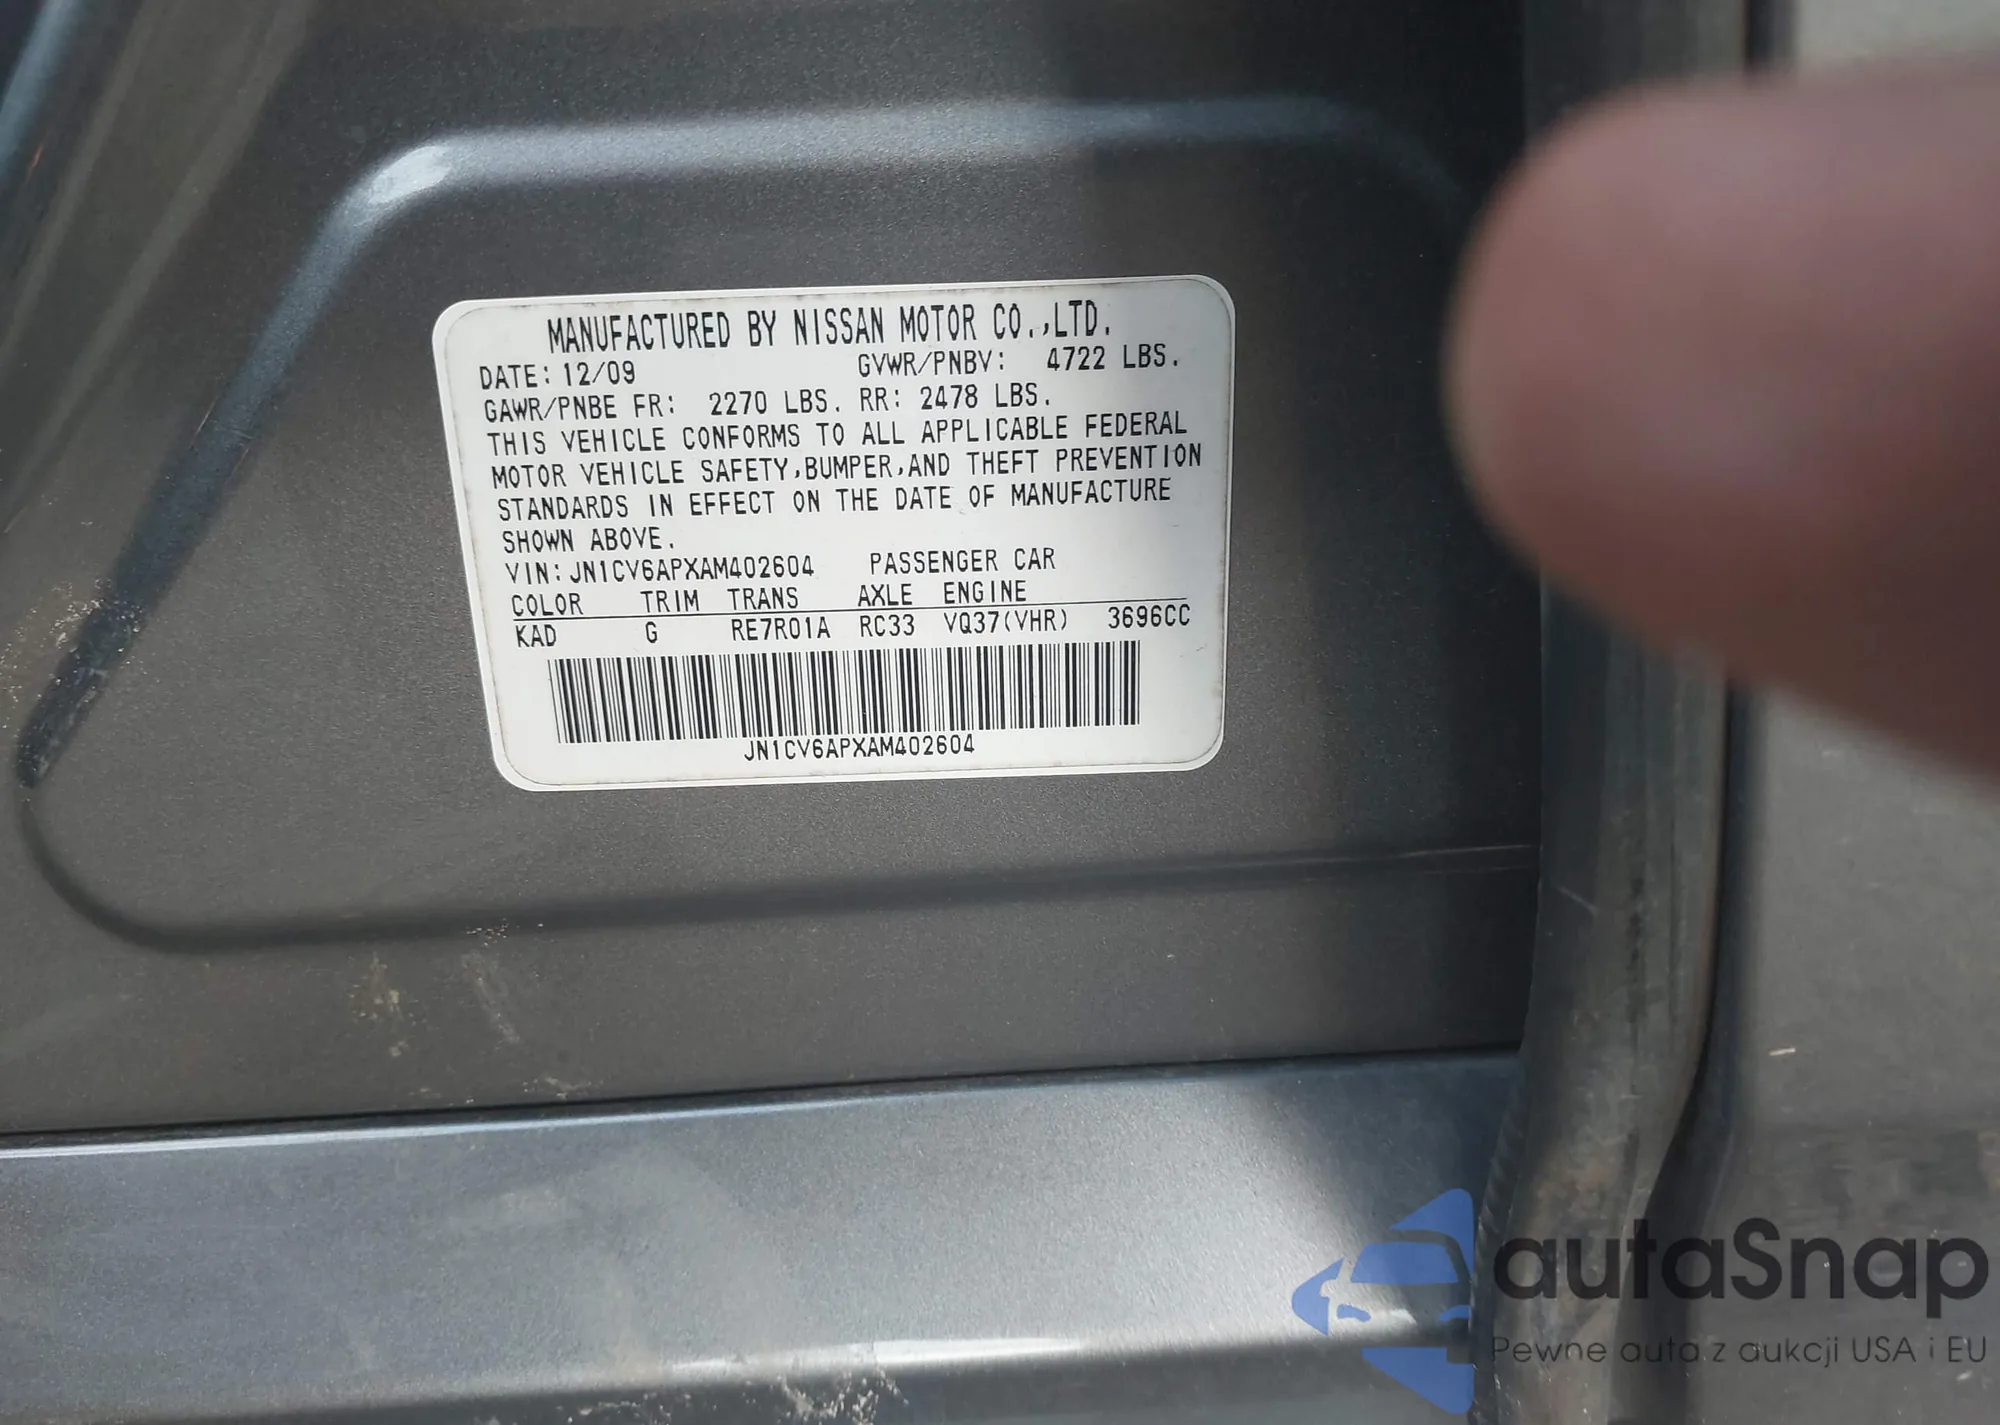 MANUFACTURED BY NISSAN MOTOR CO.,LTD.
DATE: 12/09 GVWR/PNBV: 4722 LBS.
GAWR/PNBE FR: 2270 LBS. RR: 2478 LBS.
THIS VEHICLE CONFORMS TO ALL APPLICABLE FEDERAL
MOTOR VEHICLE SAFETY,BUMPER,AND THEFT PREVENTION
STANDARDS IN EFFECT ON THE DATE OF MANUFACTURE
SHOWN ABOVE.
VIN: JN1CV6APXAM402604 PASSENGER CAR
COLOR TRIM TRANS AXLE ENGINE
KAD G RE7R01A RC33 VQ37(VHR) 3696CC
JN1CV6APXAM402604
autaSnap
Pewne auta z aukcji USA i EU